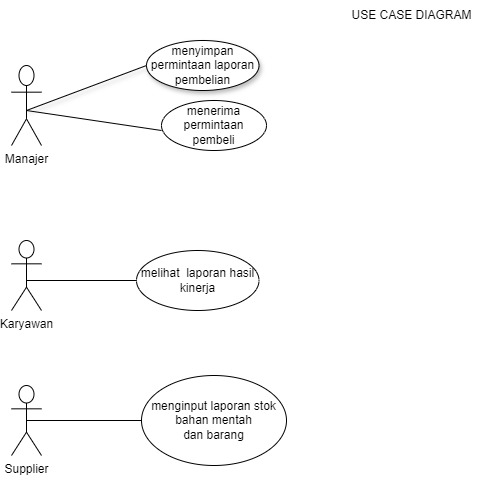 USE CASE DIAGRAM
menyimpan
permintaan laporan
pembelian
menerima
permintaan
pembeli
Manajer
melihat laporan hasil
kinerja
Karyawan
menginput laporan stok
bahan mentah
dan barang
Supplier